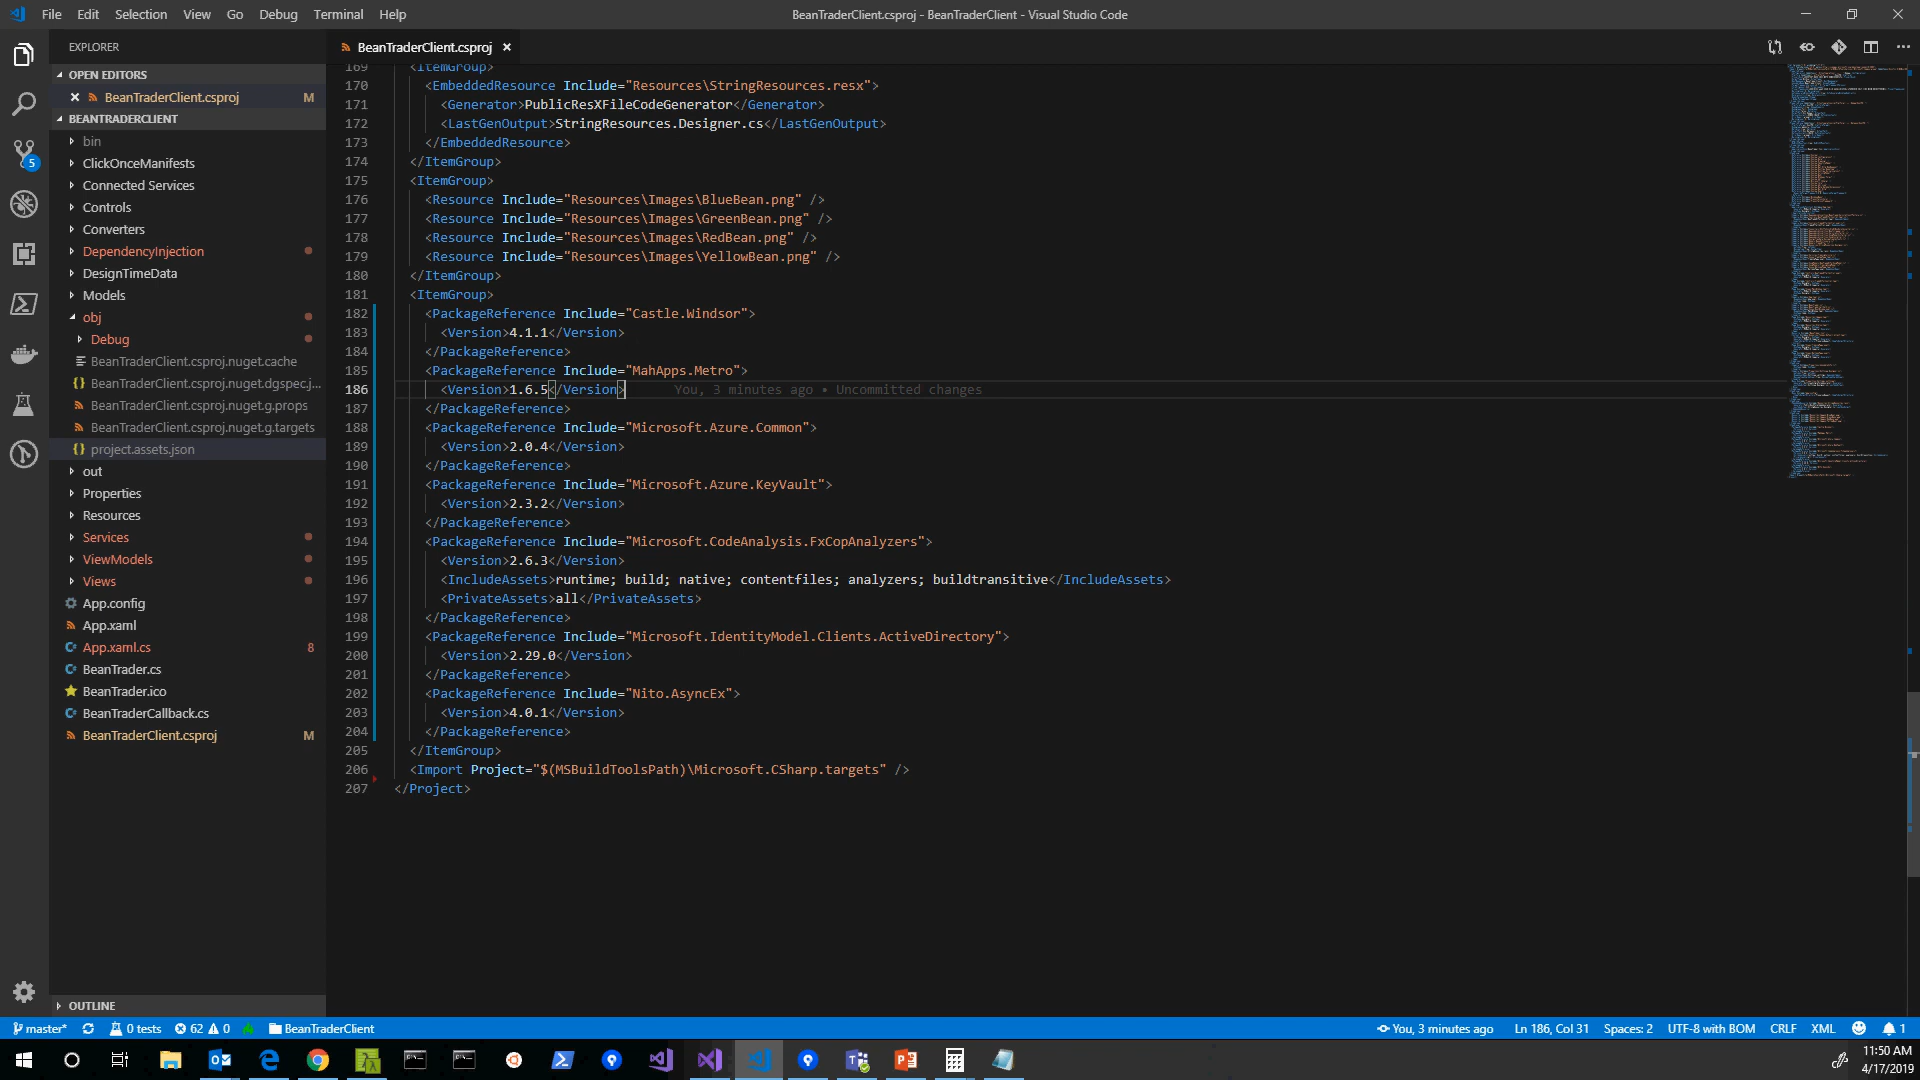 File Edit Selection View Go Debug Terminal Help
BeanTraderClient.csproj - BeanTraderClient - Visual Studio Code
EXPLORER
OPEN EDITORS
BeanTraderClient.csproj M
BEANTRADERCLIENT
bin
ClickOnceManifests
Connected Services
Controls
Converters
DependencyInjection
DesignTimeData
Models
obj
Debug
BeanTraderClient.csproj.nuget.cache
{} BeanTraderClient.csproj.nuget.dgspec.j...
BeanTraderClient.csproj.nuget.g.props
BeanTraderClient.csproj.nuget.g.targets
{} project.assets.json
out
Properties
Resources
Services
ViewModels
Views
App.config
App.xaml
C# App.xaml.cs 8
C# BeanTrader.cs
BeanTrader.ico
C# BeanTraderCallback.cs
BeanTraderClient.csproj M
OUTLINE
5
BeanTraderClient.csproj
169 <ItemGroup>
170 <EmbeddedResource Include="Resources\StringResources.resx">
171 <Generator>PublicResXFileCodeGenerator</Generator>
172 <LastGenOutput>StringResources.Designer.cs</LastGenOutput>
173 </EmbeddedResource>
174 </ItemGroup>
175 <ItemGroup>
176 <Resource Include="Resources\Images\BlueBean.png" />
177 <Resource Include="Resources\Images\GreenBean.png" />
178 <Resource Include="Resources\Images\RedBean.png" />
179 <Resource Include="Resources\Images\YellowBean.png" />
180 </ItemGroup>
181 <ItemGroup>
182 <PackageReference Include="Castle.Windsor">
183 <Version>4.1.1</Version>
184 </PackageReference>
185 <PackageReference Include="MahApps.Metro">
186 <Version>1.6.5</Version> You, 3 minutes ago • Uncommitted changes
187 </PackageReference>
188 <PackageReference Include="Microsoft.Azure.Common">
189 <Version>2.0.4</Version>
190 </PackageReference>
191 <PackageReference Include="Microsoft.Azure.KeyVault">
192 <Version>2.3.2</Version>
193 </PackageReference>
194 <PackageReference Include="Microsoft.CodeAnalysis.FxCopAnalyzers">
195 <Version>2.6.3</Version>
196 <IncludeAssets>runtime; build; native; contentfiles; analyzers; buildtransitive</IncludeAssets>
197 <PrivateAssets>all</PrivateAssets>
198 </PackageReference>
199 <PackageReference Include="Microsoft.IdentityModel.Clients.ActiveDirectory">
200 <Version>2.29.0</Version>
201 </PackageReference>
202 <PackageReference Include="Nito.AsyncEx">
203 <Version>4.0.1</Version>
204 </PackageReference>
205 </ItemGroup>
206 <Import Project="$(MSBuildToolsPath)\Microsoft.CSharp.targets" />
207 </Project>
master* 0 tests 62 0 BeanTraderClient
You, 3 minutes ago Ln 186, Col 31 Spaces: 2 UTF-8 with BOM CRLF XML 1
11:50 AM
4/17/2019